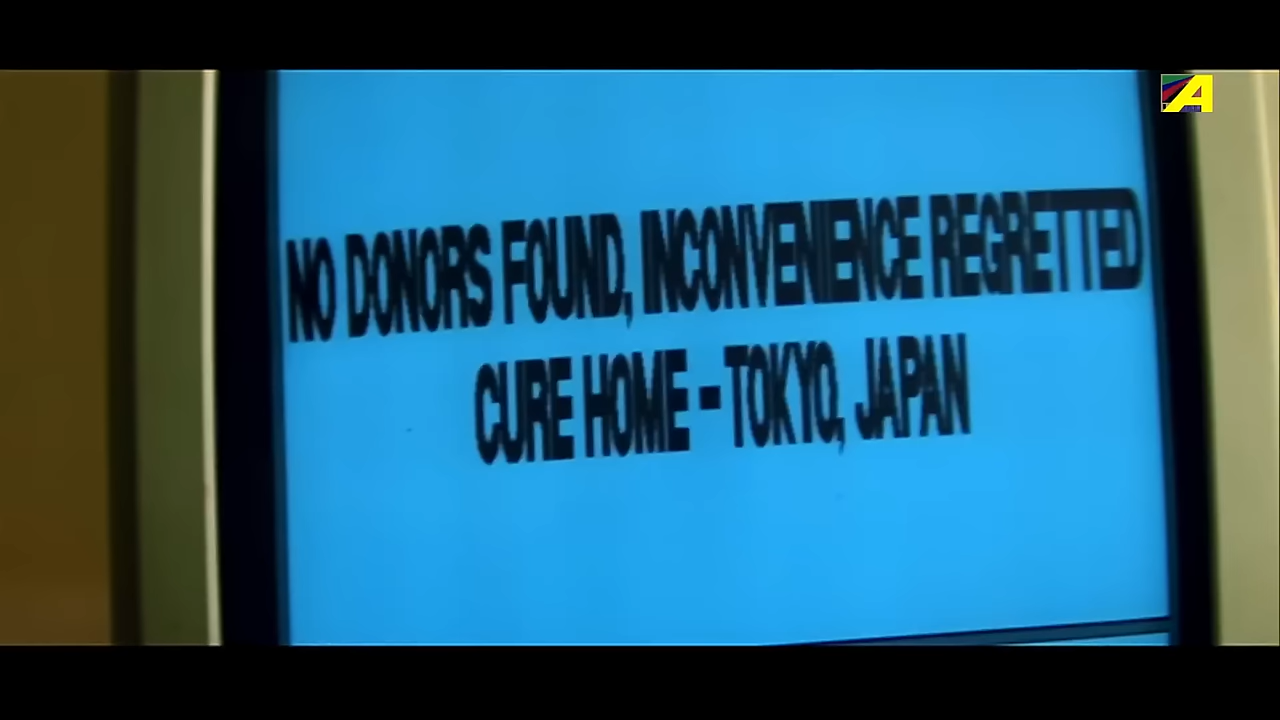 NO DONORS FOUND, INCONVENIENCE REGRETTED
CURE HOME - TOKYO, JAPAN
A